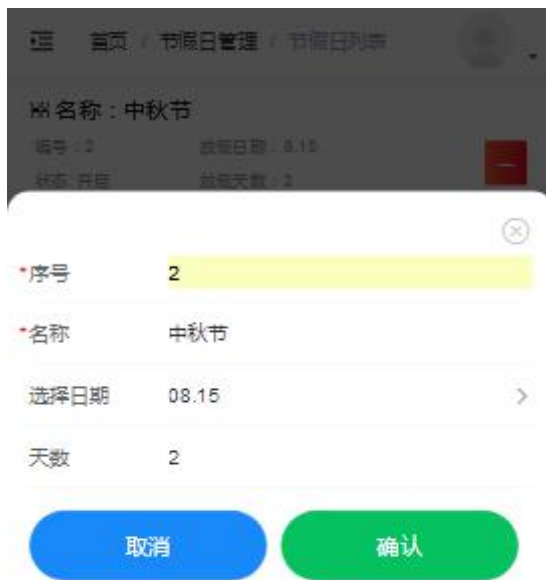 首页 / 节假日管理 / 节假日列表
名称：中秋节
编号：2 放假日期：8.15
状态: 开启 放假天数：2
*序号 2
*名称 中秋节
选择日期 08.15
天数 2
取消 确认